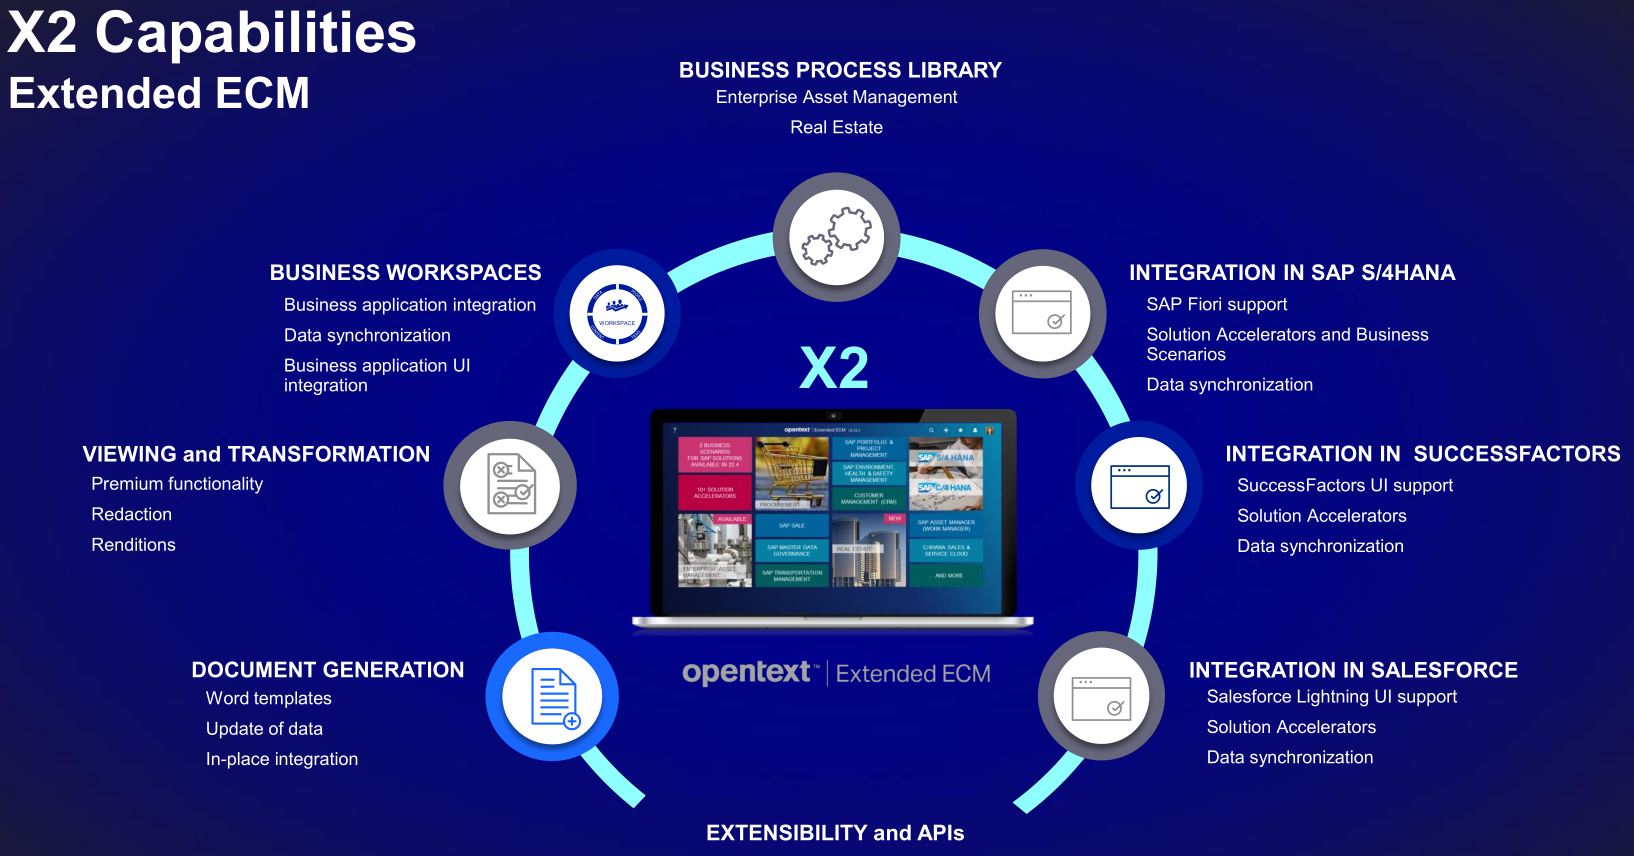 X2 Capabilities
Extended ECM
BUSINESS PROCESS LIBRARY
Enterprise Asset Management
Real Estate
BUSINESS WORKSPACES
Business application integration
Data synchronization
Business application UI
integration
WORKSPACE
INTEGRATION IN SAP S/4HANA
SAP Fiori support
Solution Accelerators and Business
Scenarios
Data synchronization
VIEWING and TRANSFORMATION
Premium functionality
Redaction
Renditions
X2
?
opentext | Extended ECM
2 BUSINESS
SCENARIOS
FOR SAP SOLUTIONS
AVAILABLE IN 22.4
10+ SOLUTION
ACCELERATORS
PROCUREMENT
SAP PORTFOLIO &
PROJECT
MANAGEMENT
SAP ENVIRONMENT,
HEALTH & SAFETY
MANAGEMENT
CUSTOMER
MANAGEMENT (CRM)
SAP S/4 HANA
SAP C/4 HANA
AVAILABLE
ENTERPRISE ASSET
MANAGEMENT
SAP SALE
SAP MASTER DATA
GOVERNANCE
SAP TRANSPORTATION
MANAGEMENT
NEW
REAL ESTATE
SAP ASSET MANAGER
(WORK MANAGER)
C/4HANA SALES &
SERVICE CLOUD
... AND MORE
opentext™ | Extended ECM
INTEGRATION IN SUCCESSFACTORS
SuccessFactors UI support
Solution Accelerators
Data synchronization
DOCUMENT GENERATION
Word templates
Update of data
In-place integration
INTEGRATION IN SALESFORCE
Salesforce Lightning UI support
Solution Accelerators
Data synchronization
EXTENSIBILITY and APIs